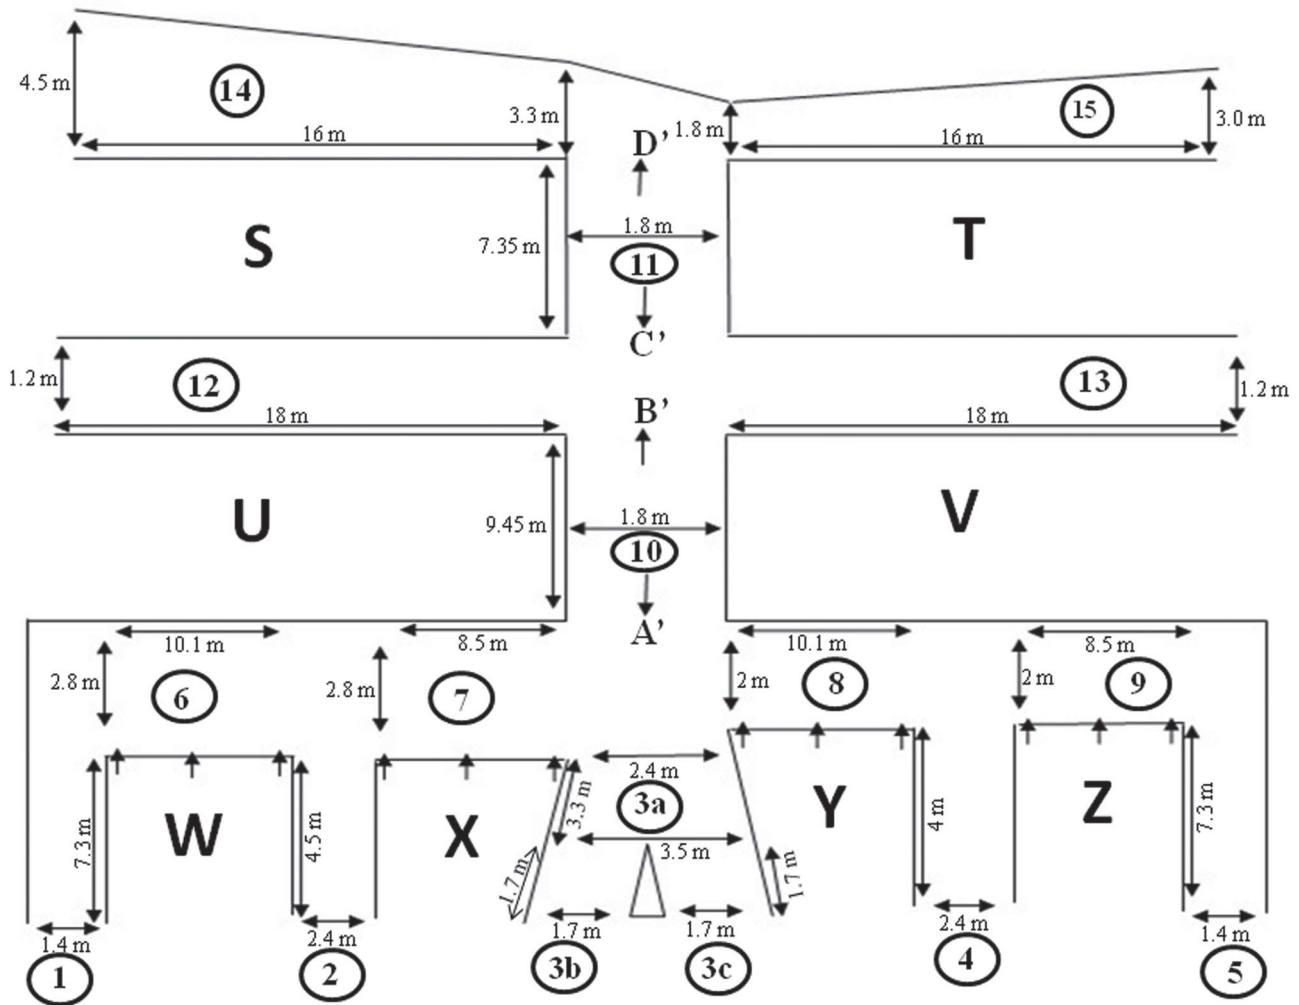 4.5 m
14
16 m
3.3 m
1.8 m
D'
15
16 m
3.0 m
S
7.35 m
1.8 m
11
T
C'
1.2 m
12
18 m
B'
13
18 m
1.2 m
U
9.45 m
1.8 m
10
V
A'
10.1 m
8.5 m
10.1 m
8.5 m
2.8 m
6
2.8 m
7
2 m
8
2 m
9
7.3 m
W
4.5 m
X
3.3 m
2.4 m
3a
3.5 m
Y
4 m
Z
7.3 m
1.7 m
1.7 m
1.4 m
2.4 m
1.7 m
1.7 m
2.4 m
1.4 m
1
2
3b
3c
4
5